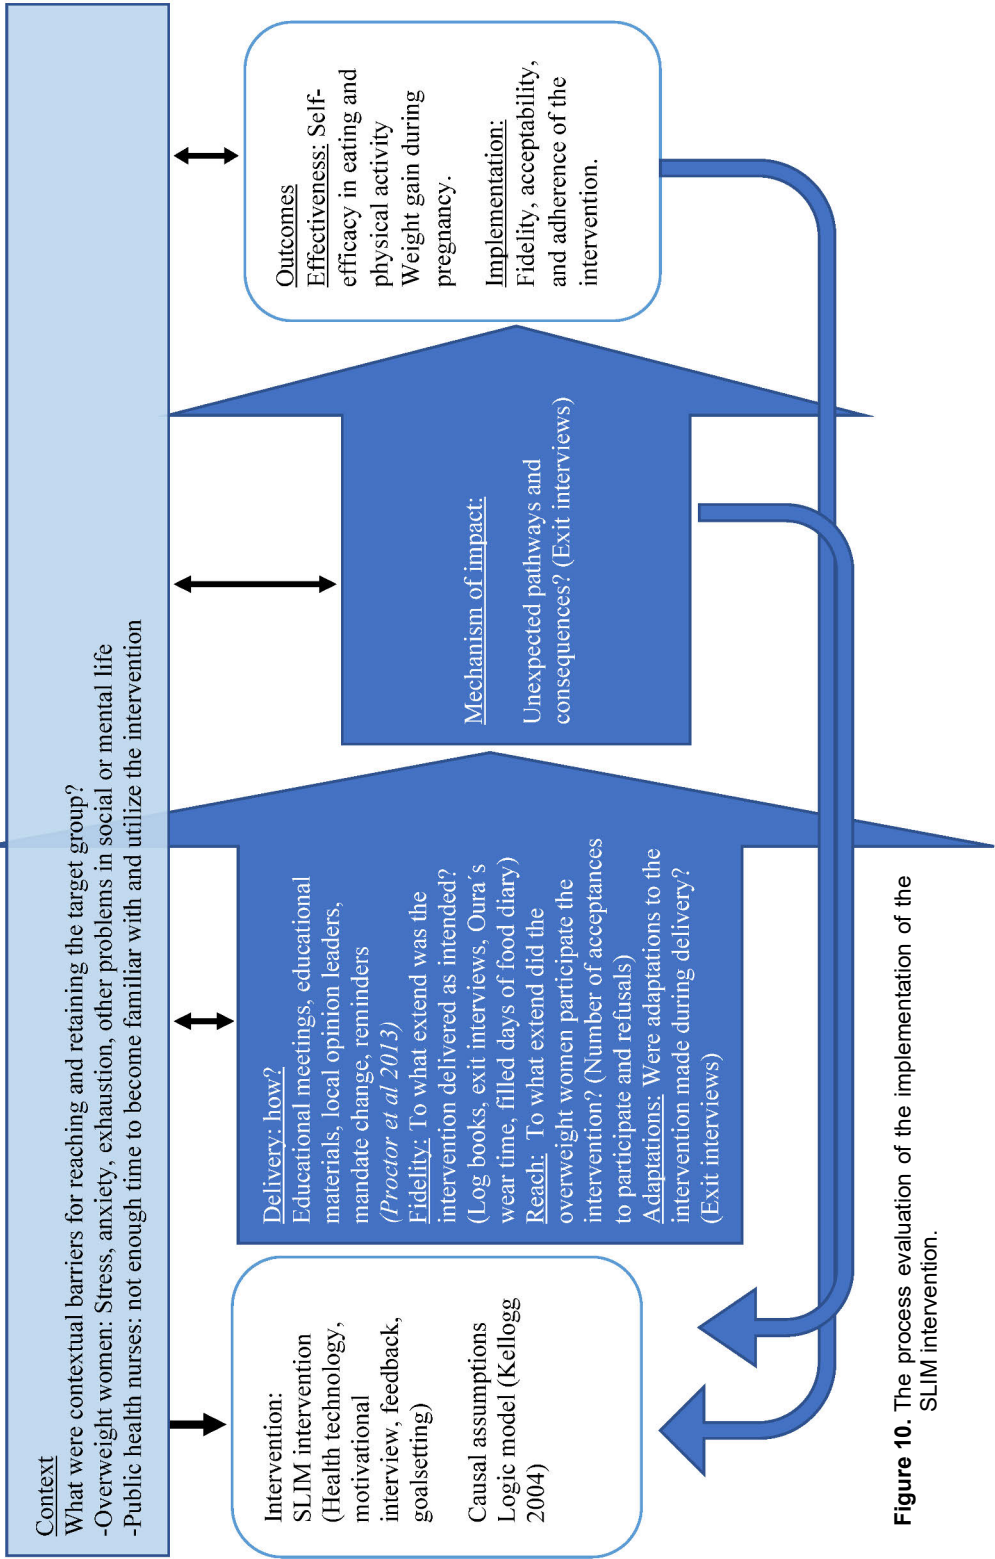 Context
What were contextual barriers for reaching and retaining the target group?
-Overweight women: Stress, anxiety, exhaustion, other problems in social or mental life
-Public health nurses: not enough time to become familiar with and utilize the intervention
Intervention:
SLIM intervention
(Health technology,
motivational
interview, feedback,
goalsetting)
Causal assumptions
Logic model (Kellogg
2004)
Delivery: how?
Educational meetings, educational
materials, local opinion leaders,
mandate change, reminders
(Proctor et al 2013)
Fidelity: To what extend was the
intervention delivered as intended?
(Log books, exit interviews, Oura´s
wear time, filled days of food diary)
Reach: To what extend did the
overweight women participate the
intervention? (Number of acceptances
to participate and refusals)
Adaptations: Were adaptations to the
intervention made during delivery?
(Exit interviews)
Mechanism of impact:
Unexpected pathways and
consequences? (Exit interviews)
Outcomes
Effectiveness: Self-
efficacy in eating and
physical activity
Weight gain during
pregnancy.
Implementation:
Fidelity, acceptability,
and adherence of the
intervention.
Figure 10. The process evaluation of the implementation of the
SLIM intervention.